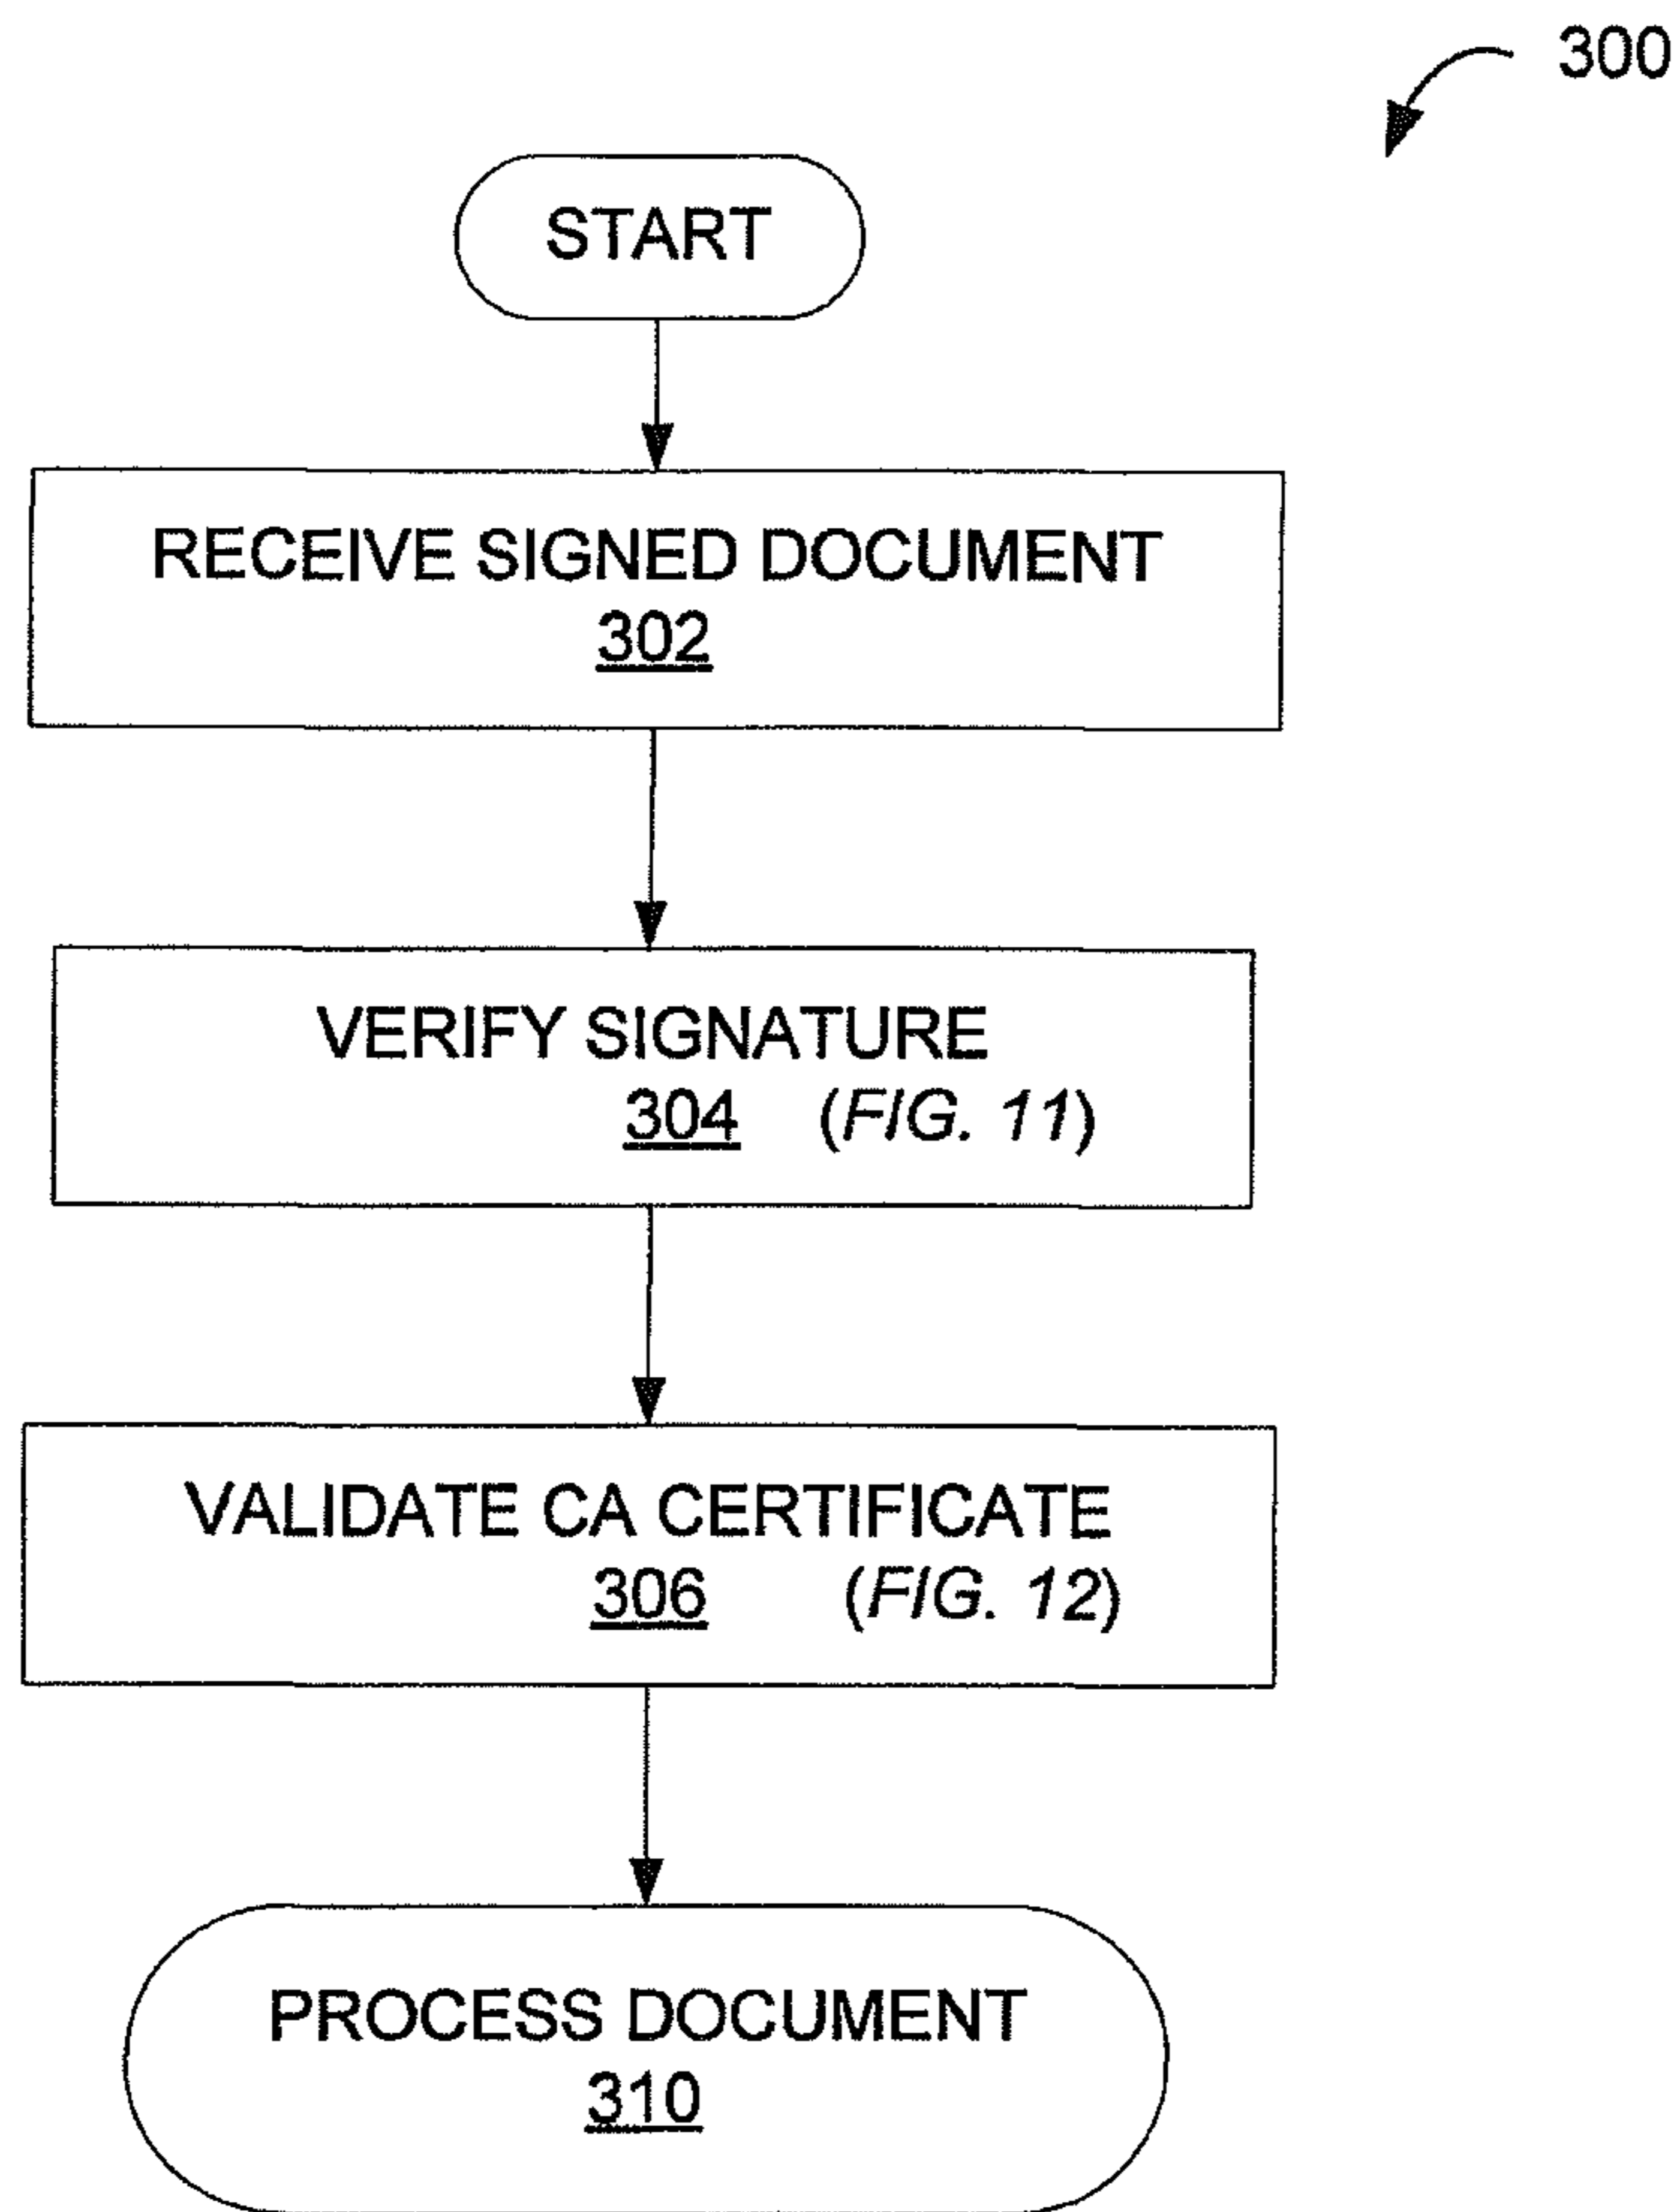 300
START
RECEIVE SIGNED DOCUMENT
302
VERIFY SIGNATURE
304 (FIG. 11)
VALIDATE CA CERTIFICATE
306 (FIG. 12)
PROCESS DOCUMENT
310